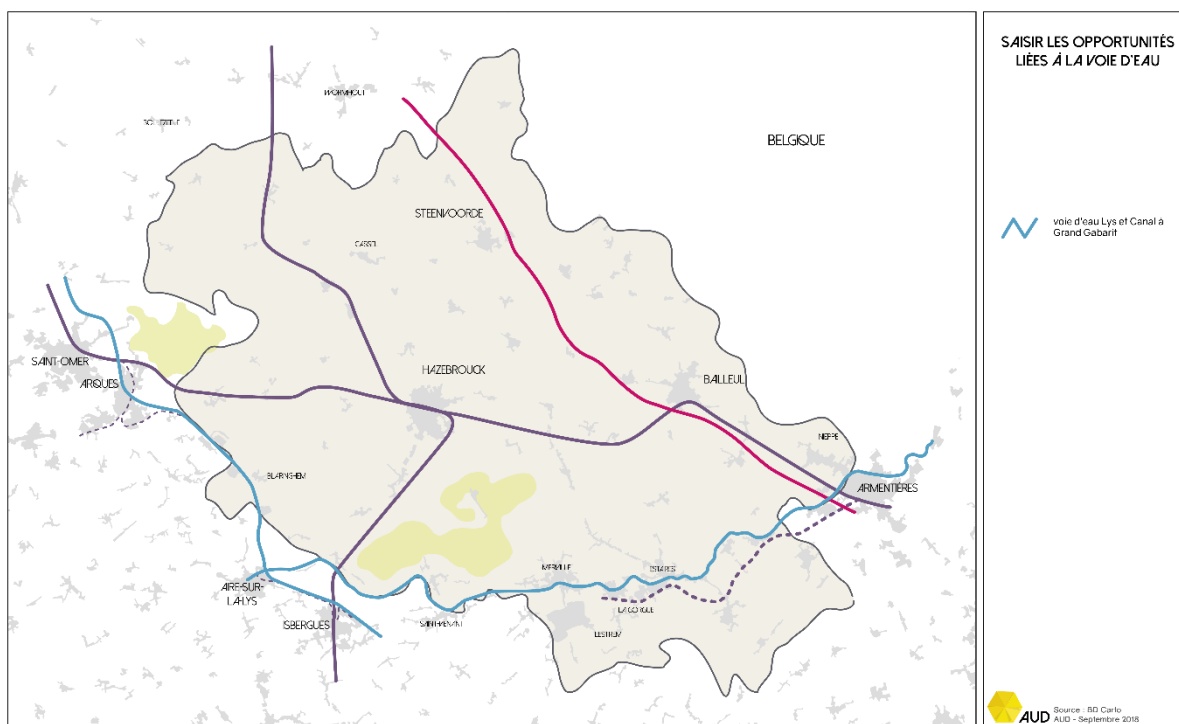 SAISIR LES OPPORTUNITÉS
LIÉES À LA VOIE D'EAU
voie d'eau Lys et Canal à
Grand Gabarit
BELGIQUE
WORMHOUT
STEENVOORDE
CASSEL
SAINT-OMER
ARQUES
HAZEBROUCK
BAILLEUL
NIEPPE
ARMENTIÈRES
BLARINGHEM
AIRE-SUR-
LA-LYS
ISBERGUES
SAINT-VENANT
MERVILLE
ESTAIRES
LA GORGUE
LESTREM
AUD
Source : BD Carto
AUD - Septembre 2018